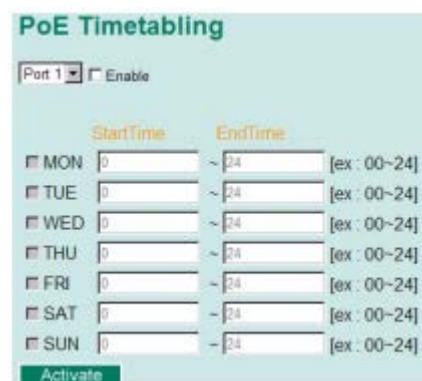 PoE Timetabling
Port 1 Enable
StartTime EndTime
MON 0 ~ 24 [ex : 00~24]
TUE 0 ~ 24 [ex : 00~24]
WED 0 ~ 24 [ex : 00~24]
THU 0 ~ 24 [ex : 00~24]
FRI 0 ~ 24 [ex : 00~24]
SAT 0 ~ 24 [ex : 00~24]
SUN 0 ~ 24 [ex : 00~24]
Activate